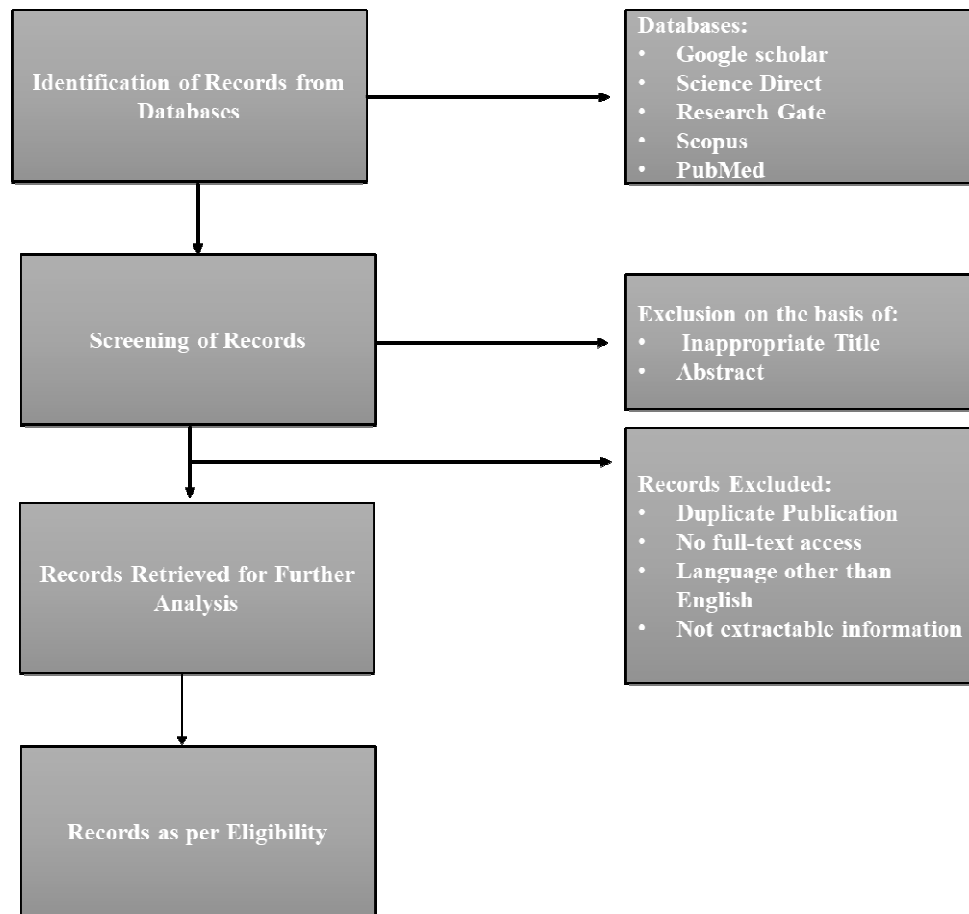 Identification of Records from
Databases
Databases:
• Google scholar
• Science Direct
• Research Gate
• Scopus
• PubMed
Screening of Records
Exclusion on the basis of:
• Inappropriate Title
• Abstract
Records Excluded:
• Duplicate Publication
• No full-text access
• Language other than
English
• Not extractable information
Records Retrieved for Further
Analysis
Records as per Eligibility